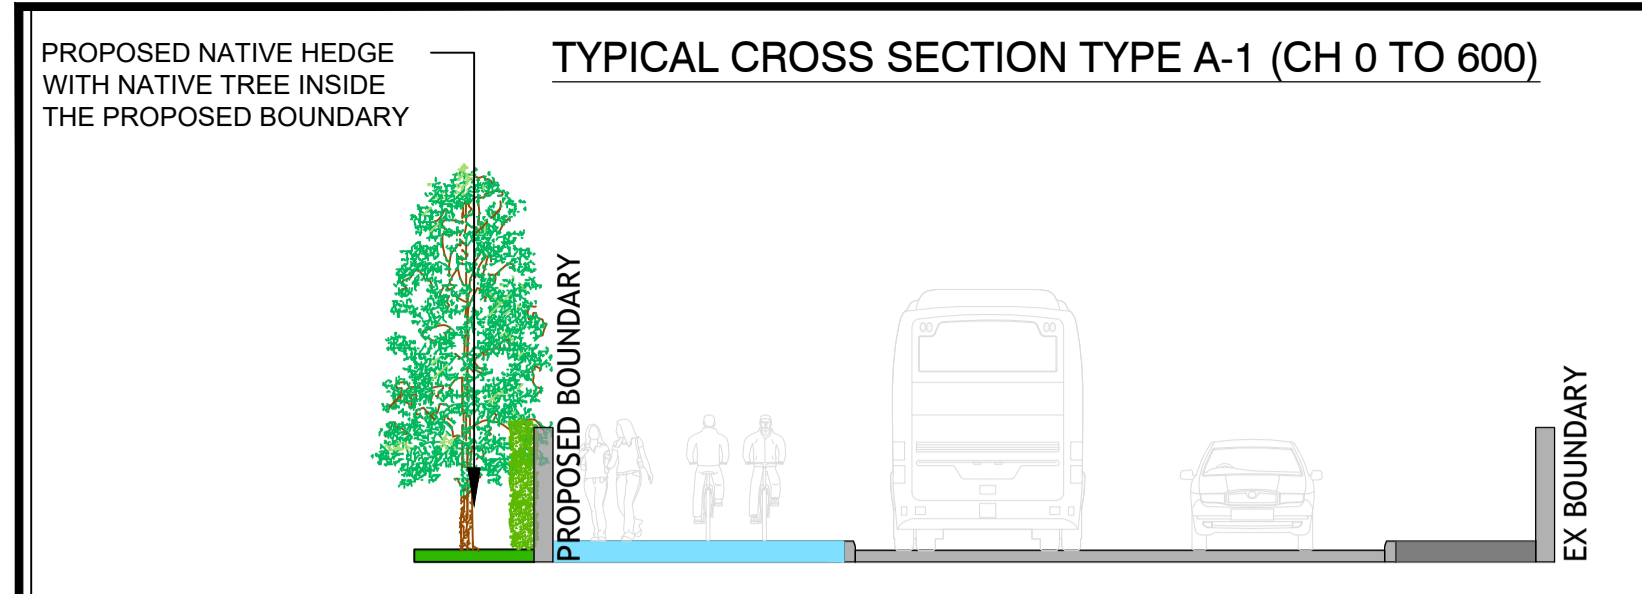 PROPOSED NATIVE HEDGE
WITH NATIVE TREE INSIDE
THE PROPOSED BOUNDARY
TYPICAL CROSS SECTION TYPE A-1 (CH 0 TO 600)
PROPOSED BOUNDARY
EX BOUNDARY